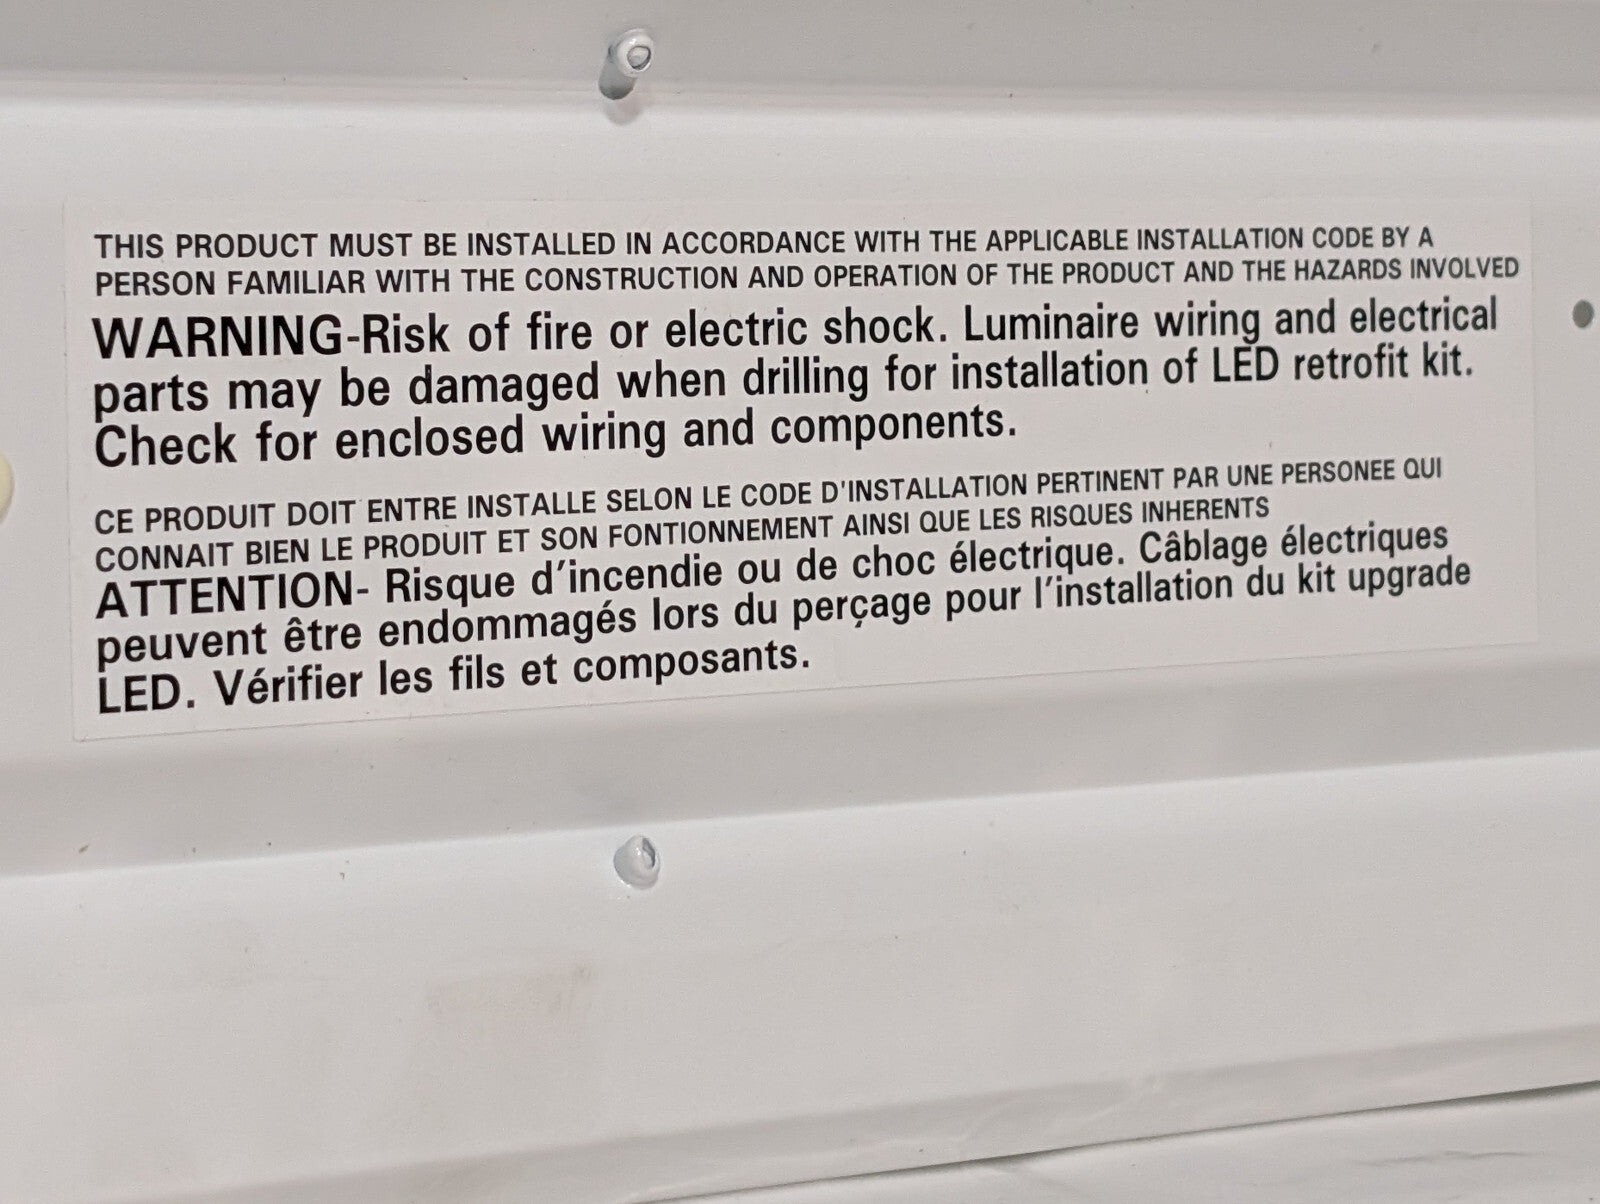 THIS PRODUCT MUST BE INSTALLED IN ACCORDANCE WITH THE APPLICABLE INSTALLATION CODE BY A
PERSON FAMILIAR WITH THE CONSTRUCTION AND OPERATION OF THE PRODUCT AND THE HAZARDS INVOLVED
WARNING-Risk of fire or electric shock. Luminaire wiring and electrical
parts may be damaged when drilling for installation of LED retrofit kit.
Check for enclosed wiring and components.
CE PRODUIT DOIT ENTRE INSTALLE SELON LE CODE D'INSTALLATION PERTINENT PAR UNE PERSONEE QUI
CONNAIT BIEN LE PRODUIT ET SON FONTIONNEMENT AINSI QUE LES RISQUES INHERENTS
ATTENTION- Risque d'incendie ou de choc électrique. Câblage électriques
peuvent être endommagés lors du perçage pour l'installation du kit upgrade
LED. Vérifier les fils et composants.